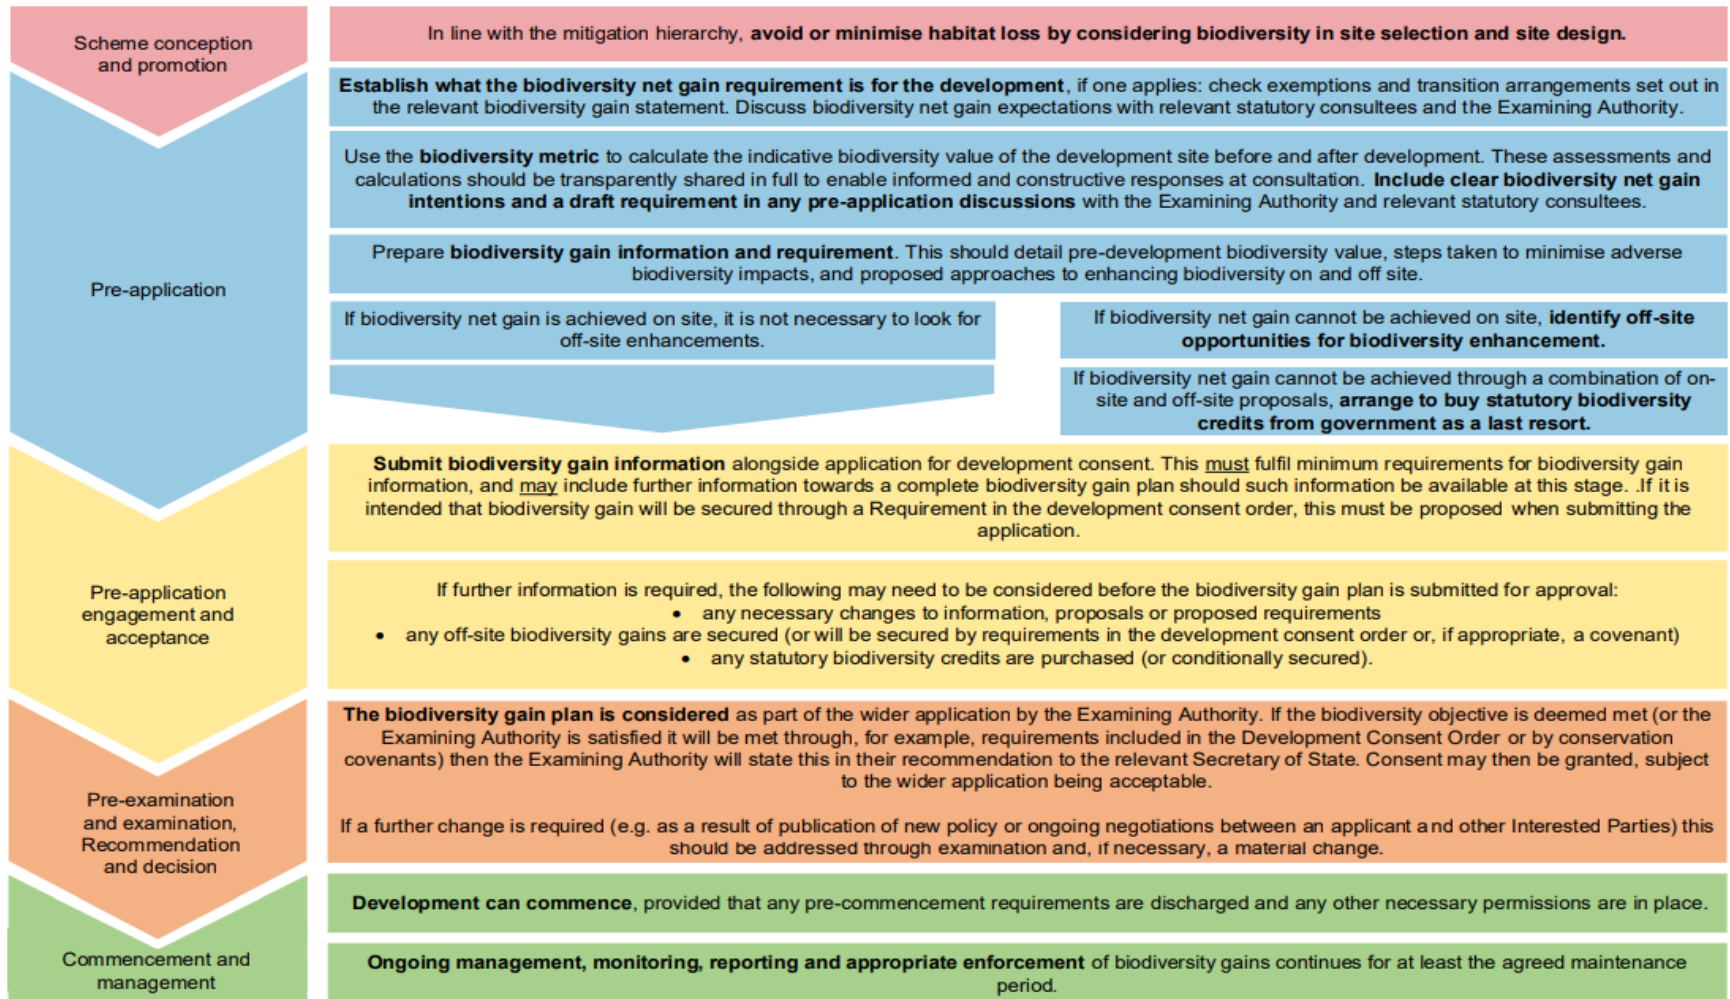 Scheme conception
and promotion
In line with the mitigation hierarchy, avoid or minimise habitat loss by considering biodiversity in site selection and site design.
Establish what the biodiversity net gain requirement is for the development, if one applies: check exemptions and transition arrangements set out in
the relevant biodiversity gain statement. Discuss biodiversity net gain expectations with relevant statutory consultees and the Examining Authority.
Pre-application
Use the biodiversity metric to calculate the indicative biodiversity value of the development site before and after development. These assessments and
calculations should be transparently shared in full to enable informed and constructive responses at consultation. Include clear biodiversity net gain
intentions and a draft requirement in any pre-application discussions with the Examining Authority and relevant statutory consultees.
Prepare biodiversity gain information and requirement. This should detail pre-development biodiversity value, steps taken to minimise adverse
biodiversity impacts, and proposed approaches to enhancing biodiversity on and off site.
If biodiversity net gain is achieved on site, it is not necessary to look for
off-site enhancements.
If biodiversity net gain cannot be achieved on site, identify off-site
opportunities for biodiversity enhancement.
If biodiversity net gain cannot be achieved through a combination of on-
site and off-site proposals, arrange to buy statutory biodiversity
credits from government as a last resort.
Pre-application
engagement and
acceptance
Submit biodiversity gain information alongside application for development consent. This must fulfil minimum requirements for biodiversity gain
information, and may include further information towards a complete biodiversity gain plan should such information be available at this stage. .If it is
intended that biodiversity gain will be secured through a Requirement in the development consent order, this must be proposed when submitting the
application.
If further information is required, the following may need to be considered before the biodiversity gain plan is submitted for approval:
• any necessary changes to information, proposals or proposed requirements
• any off-site biodiversity gains are secured (or will be secured by requirements in the development consent order or, if appropriate, a covenant)
• any statutory biodiversity credits are purchased (or conditionally secured).
Pre-examination
and examination,
Recommendation
and decision
The biodiversity gain plan is considered as part of the wider application by the Examining Authority. If the biodiversity objective is deemed met (or the
Examining Authority is satisfied it will be met through, for example, requirements included in the Development Consent Order or by conservation
covenants) then the Examining Authority will state this in their recommendation to the relevant Secretary of State. Consent may then be granted, subject
to the wider application being acceptable.
If a further change is required (e.g. as a result of publication of new policy or ongoing negotiations between an applicant and other Interested Parties) this
should be addressed through examination and, if necessary, a material change.
Commencement and
management
Development can commence, provided that any pre-commencement requirements are discharged and any other necessary permissions are in place.
Ongoing management, monitoring, reporting and appropriate enforcement of biodiversity gains continues for at least the agreed maintenance
period.